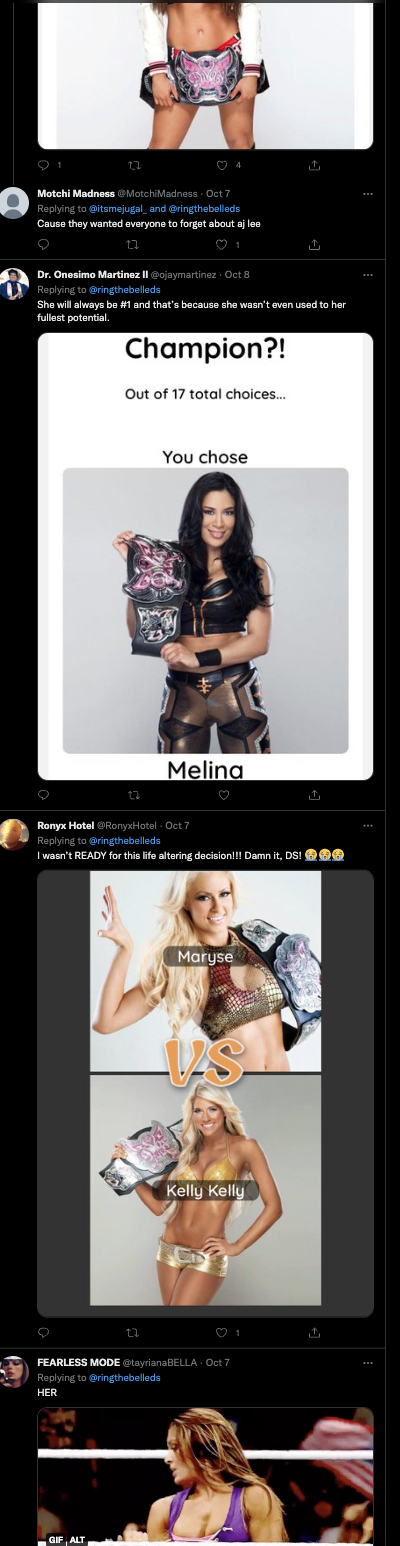 1
4
Motchi Madness @MotchiMadness · Oct 7
Replying to @itsmejugal_ and @ringthebelleds
Cause they wanted everyone to forget about aj lee
1
Dr. Onesimo Martinez II @ojaymartinez · Oct 8
Replying to @ringthebelleds
She will always be #1 and that's because she wasn't even used to her
fullest potential.
Champion?!
Out of 17 total choices...
You chose
Melina
Ronyx Hotel @RonyxHotel · Oct 7
Replying to @ringthebelleds
I wasn't READY for this life altering decision!!! Damn it, DS! 😭😭😭
Maryse
VS
Kelly Kelly
1
FEARLESS MODE @tayrianaBELLA · Oct 7
Replying to @ringthebelleds
HER
GIF ALT